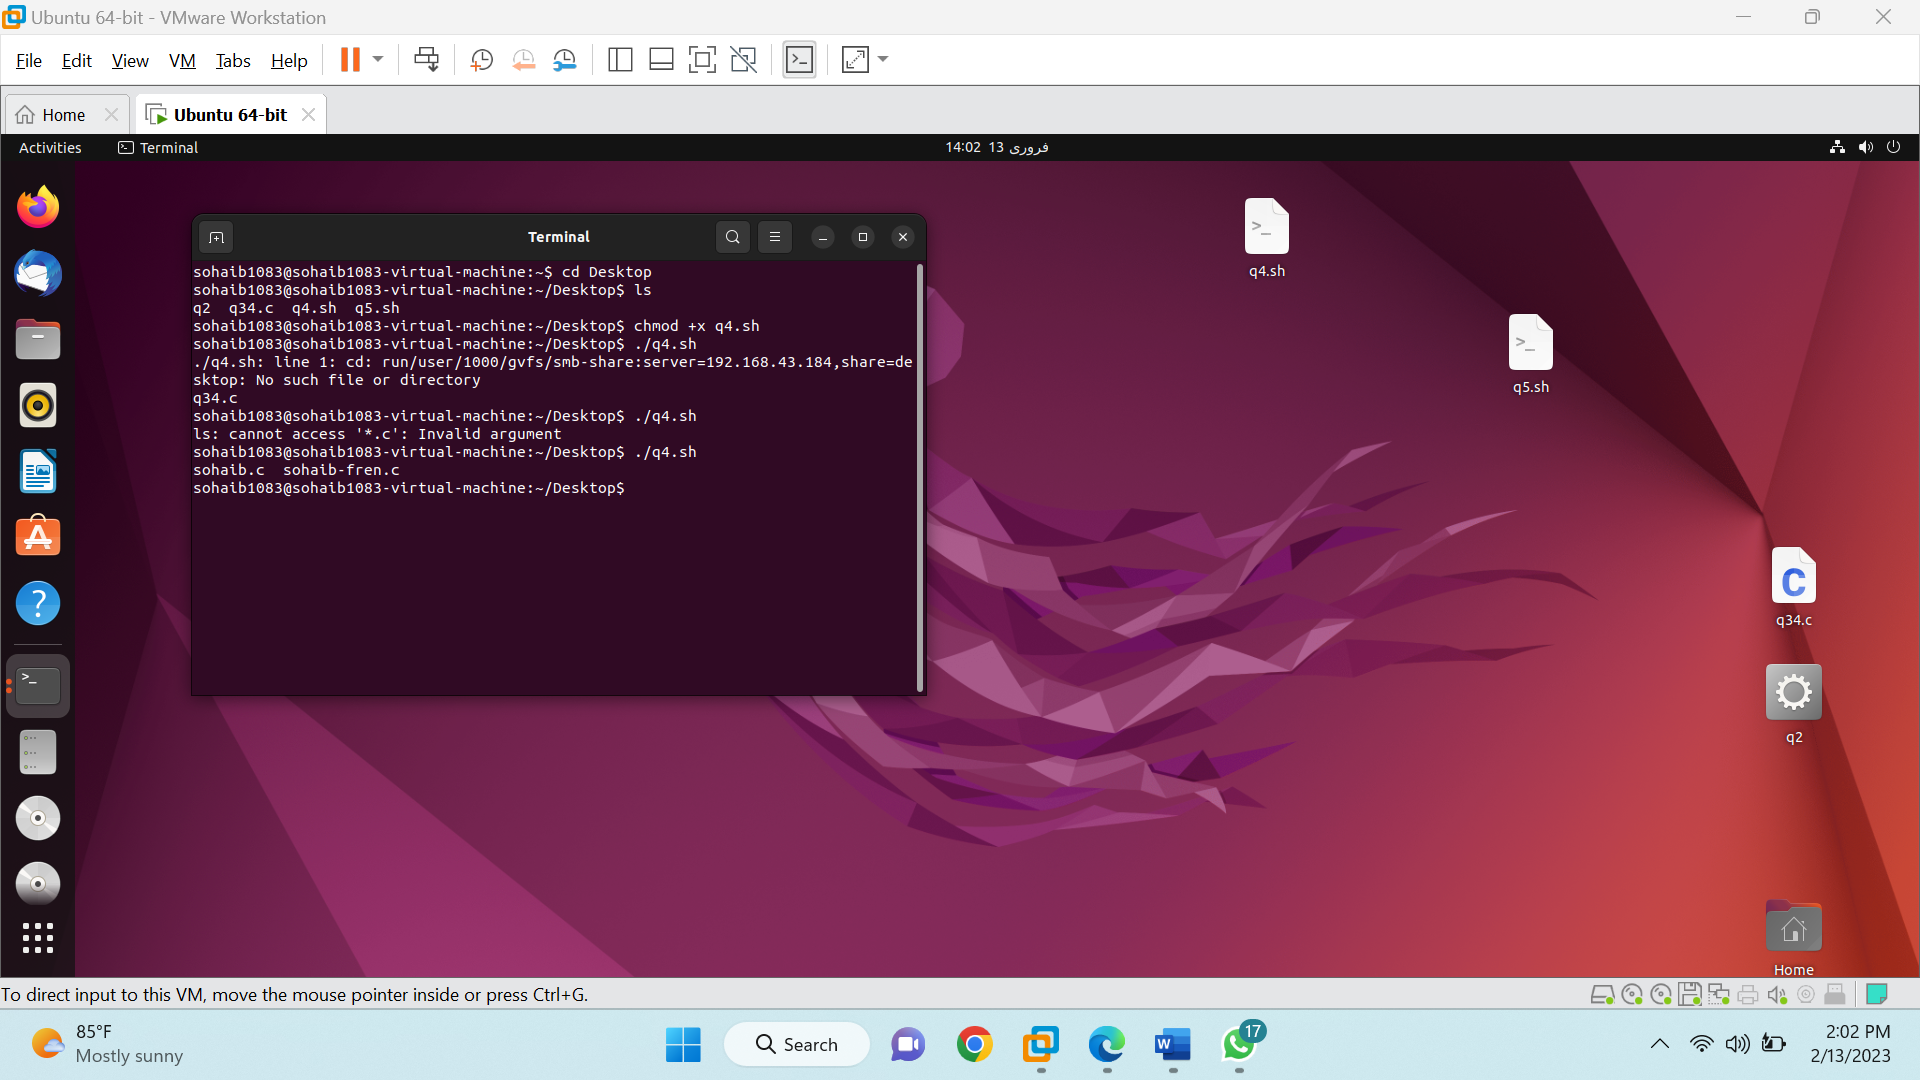 Ubuntu 64-bit - VMware Workstation
File Edit View VM Tabs Help
Home Ubuntu 64-bit
Activities Terminal 14:02 13 فروری
Terminal
sohaib1083@sohaib1083-virtual-machine:~$ cd Desktop
sohaib1083@sohaib1083-virtual-machine:~/Desktop$ ls
q2 q34.c q4.sh q5.sh
sohaib1083@sohaib1083-virtual-machine:~/Desktop$ chmod +x q4.sh
sohaib1083@sohaib1083-virtual-machine:~/Desktop$ ./q4.sh
./q4.sh: line 1: cd: run/user/1000/gvfs/smb-share:server=192.168.43.184,share=de
sktop: No such file or directory
q34.c
sohaib1083@sohaib1083-virtual-machine:~/Desktop$ ./q4.sh
ls: cannot access '*.c': Invalid argument
sohaib1083@sohaib1083-virtual-machine:~/Desktop$ ./q4.sh
sohaib.c sohaib-fren.c
sohaib1083@sohaib1083-virtual-machine:~/Desktop$
q4.sh
q5.sh
C
q34.c
q2
Home
To direct input to this VM, move the mouse pointer inside or press Ctrl+G.
85°F
Mostly sunny
Search
W
17
2:02 PM
2/13/2023